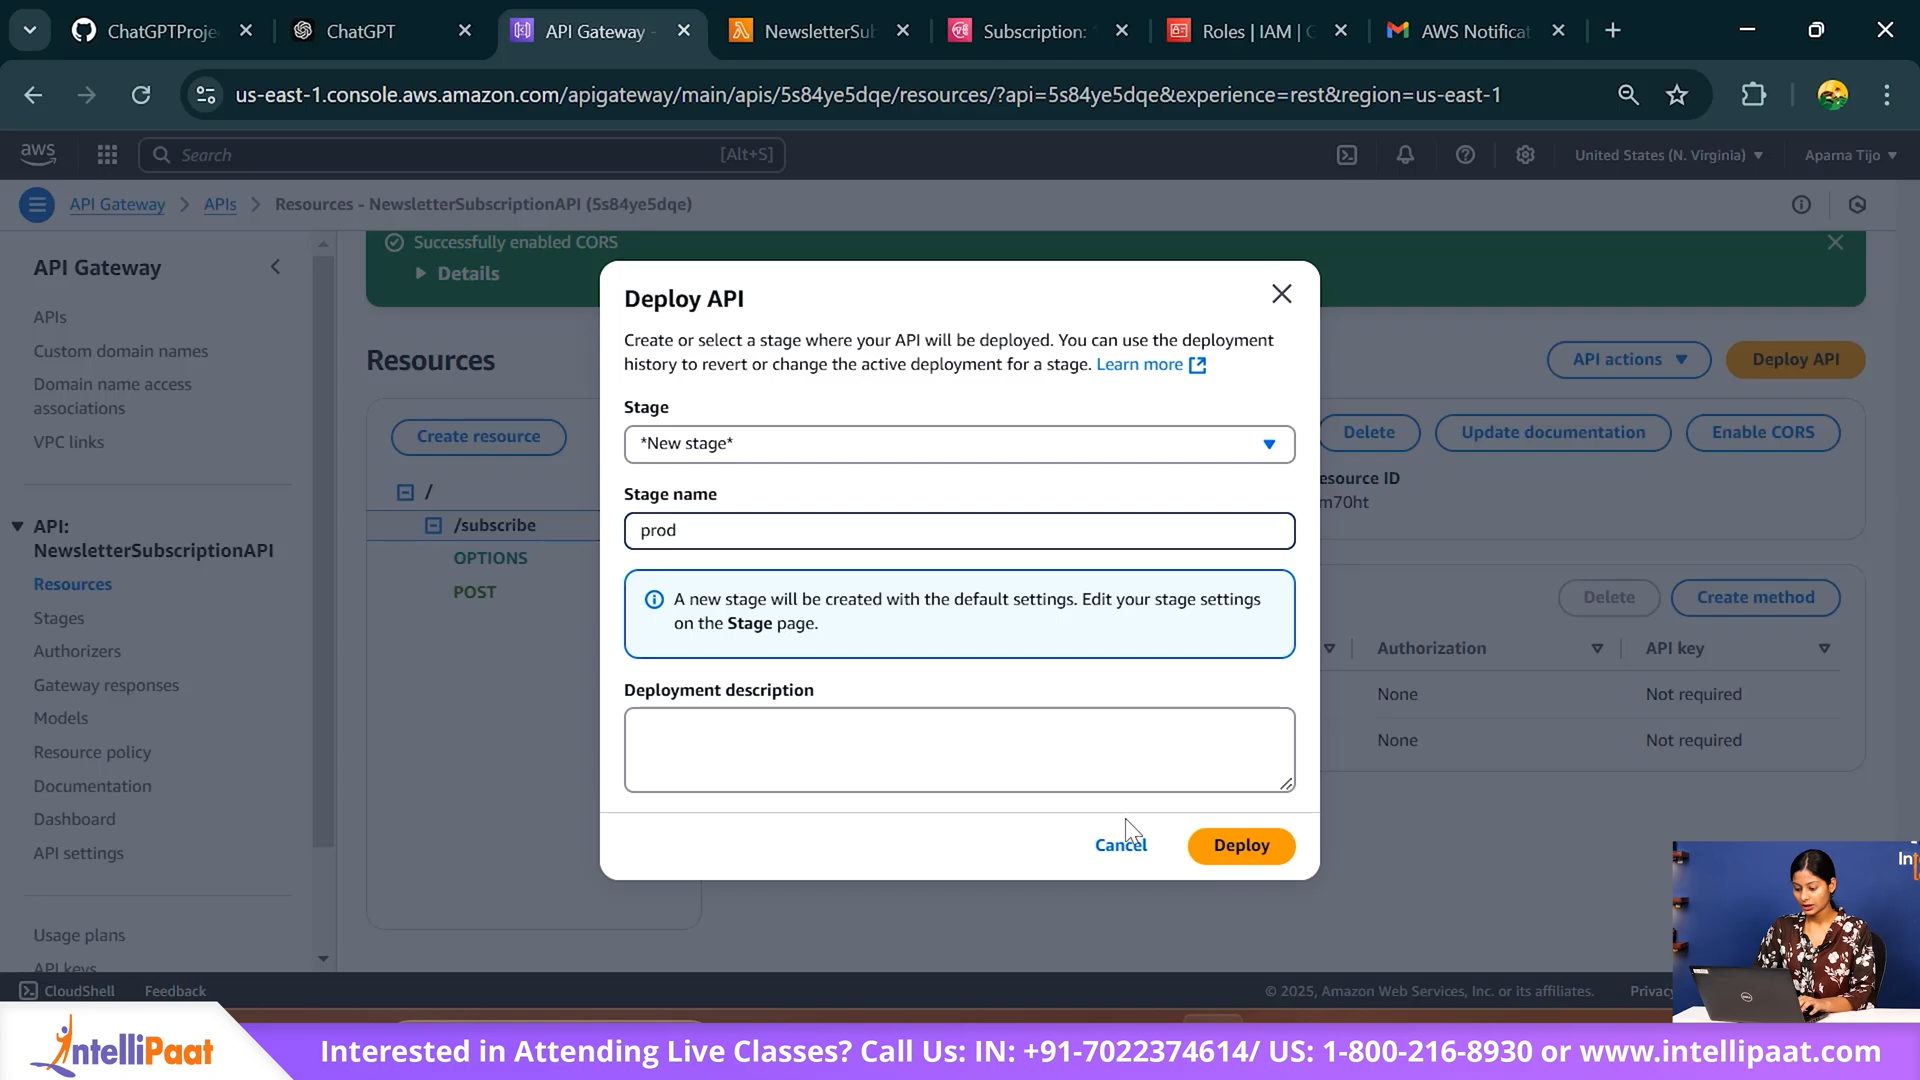 ChatGPTProje
ChatGPT
API Gateway -
NewsletterSub
Subscription:
Roles | IAM |
AWS Notificat
us-east-1.console.aws.amazon.com/apigateway/main/apis/5s84ye5dqe/resources/?api=5s84ye5dqe&experience=rest&region=us-east-1
aws
Search
[Alt+S]
United States (N. Virginia)
Aparna Tijo
API Gateway
APIs
Resources - NewsletterSubscriptionAPI (5s84ye5dqe)
API Gateway
APIs
Custom domain names
Domain name access
associations
VPC links
API:
NewsletterSubscriptionAPI
Resources
Stages
Authorizers
Gateway responses
Models
Resource policy
Documentation
Dashboard
API settings
Usage plans
API keys
Successfully enabled CORS
Details
Resources
API actions
Deploy API
Create resource
/
/subscribe
OPTIONS
POST
Delete
Update documentation
Enable CORS
esource ID
m70ht
Delete
Create method
Authorization
API key
None
Not required
None
Not required
Deploy API
Create or select a stage where your API will be deployed. You can use the deployment
history to revert or change the active deployment for a stage. Learn more
Stage
*New stage*
Stage name
prod
A new stage will be created with the default settings. Edit your stage settings
on the Stage page.
Deployment description
Cancel
Deploy
CloudShell
Feedback
© 2025, Amazon Web Services, Inc. or its affiliates.
Privacy
IntelliPaat
Interested in Attending Live Classes? Call Us: IN: +91-7022374614/ US: 1-800-216-8930 or www.intellipaat.com